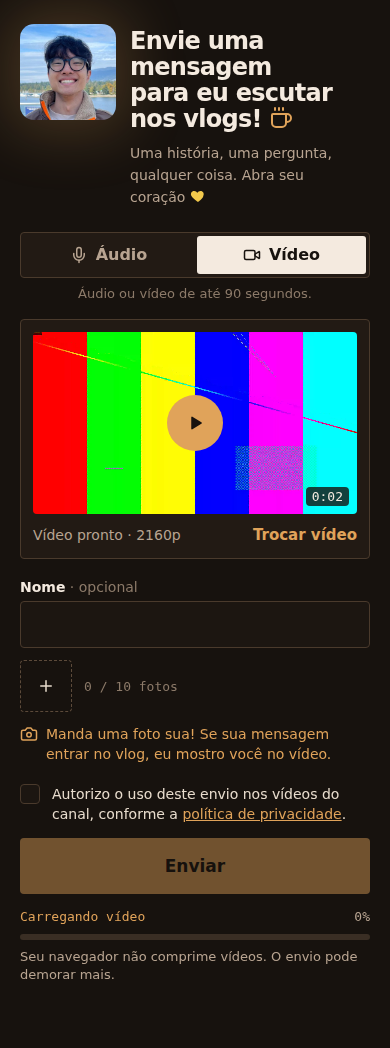 Envie uma
mensagem
para eu escutar
nos vlogs!
Uma história, uma pergunta,
qualquer coisa. Abra seu
coração 💛
Áudio
Vídeo
Áudio ou vídeo de até 90 segundos.
0:02
Vídeo pronto · 2160p
Trocar vídeo
Nome · opcional
+
0 / 10 fotos
Manda uma foto sua! Se sua mensagem
entrar no vlog, eu mostro você no vídeo.
Autorizo o uso deste envio nos vídeos do
canal, conforme a política de privacidade.
Enviar
Carregando vídeo
0%
Seu navegador não comprime vídeos. O envio pode
demorar mais.